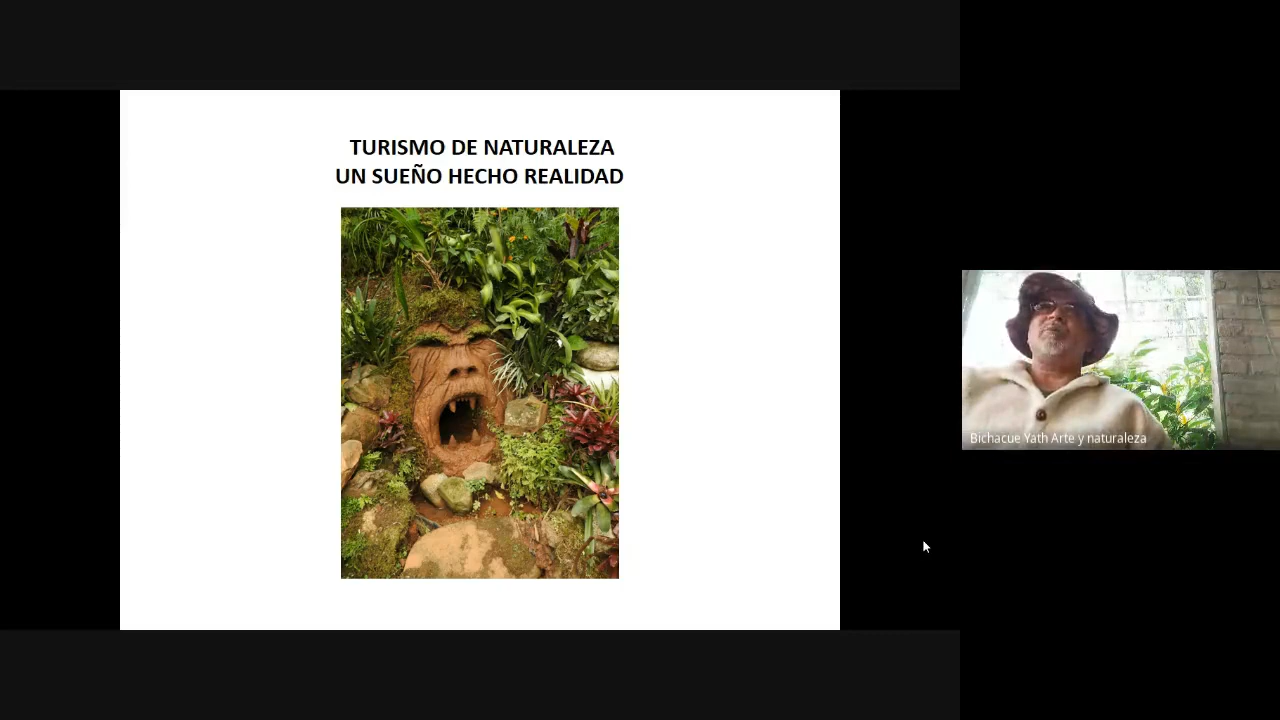 TURISMO DE NATURALEZA
UN SUEÑO HECHO REALIDAD
Bichacue Yath Arte y naturaleza